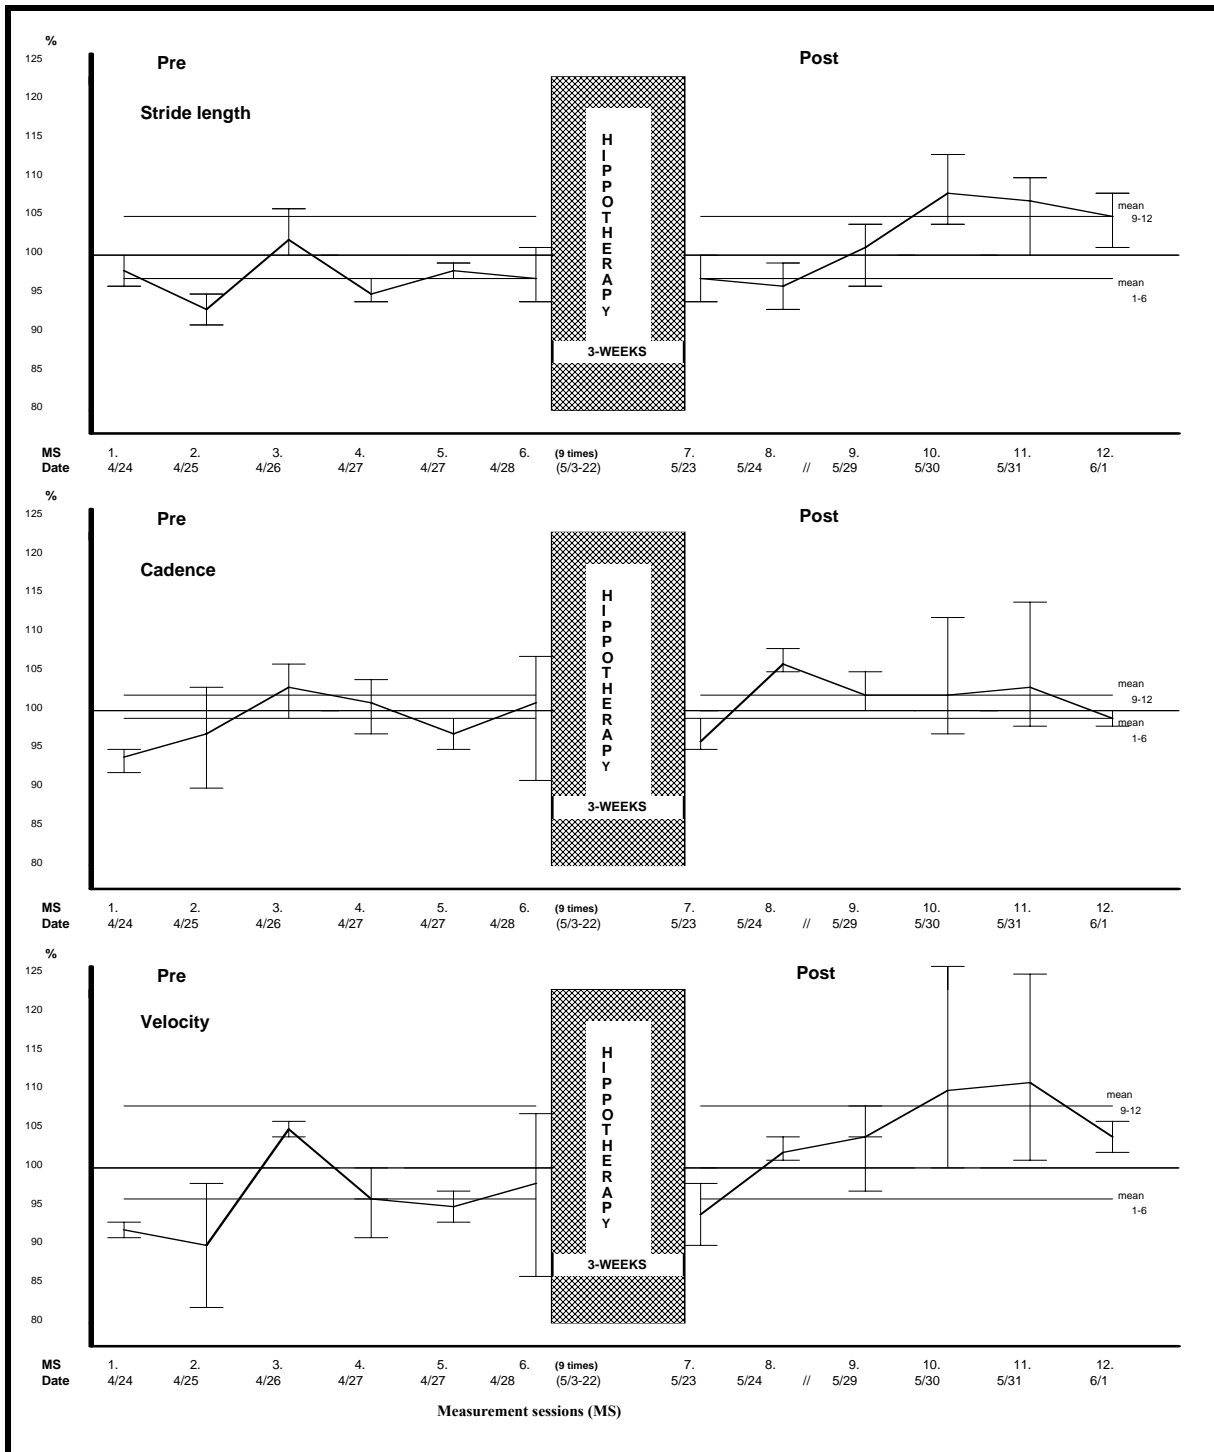 %
125
Pre
Post
120
Stride length
115
110
105
100
95
90
85
80
HIPPOTHERAPY
3-WEEKS
mean
9-12
mean
1-6
MS 1. 2. 3. 4. 5. 6. (9 times) 7. 8. 9. 10. 11. 12.
Date 4/24 4/25 4/26 4/27 4/27 4/28 (5/3-22) 5/23 5/24 // 5/29 5/30 5/31 6/1
%
125
Pre
Post
120
Cadence
115
110
105
100
95
90
85
80
HIPPOTHERAPY
3-WEEKS
mean
9-12
mean
1-6
MS 1. 2. 3. 4. 5. 6. (9 times) 7. 8. 9. 10. 11. 12.
Date 4/24 4/25 4/26 4/27 4/27 4/28 (5/3-22) 5/23 5/24 // 5/29 5/30 5/31 6/1
%
125
Pre
Post
120
Velocity
115
110
105
100
95
90
85
80
HIPPOTHERAPY
3-WEEKS
mean
9-12
mean
1-6
MS 1. 2. 3. 4. 5. 6. (9 times) 7. 8. 9. 10. 11. 12.
Date 4/24 4/25 4/26 4/27 4/27 4/28 (5/3-22) 5/23 5/24 // 5/29 5/30 5/31 6/1
Measurement sessions (MS)